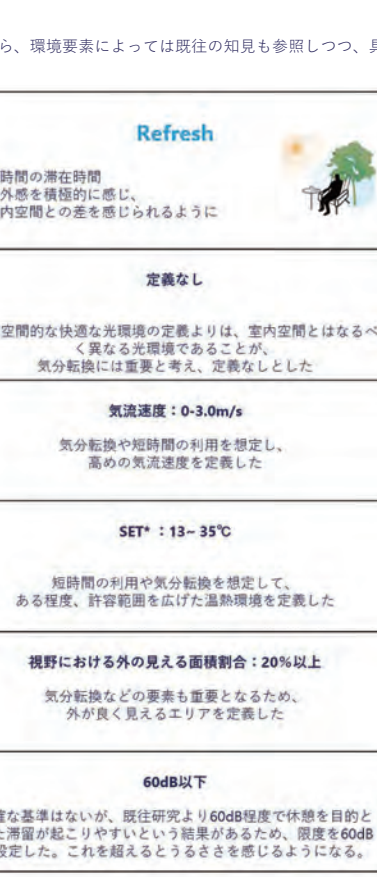 ら、環境要素によっては既往の知見も参照しつつ、具
Refresh
時間の滞在時間
外感を積極的に感じ、
内空間との差を感じられるように
定義なし
空間的な快適な光環境の定義よりは、室内空間とはなるべ
く異なる光環境であることが、
気分転換には重要と考え、定義なしとした
気流速度：0-3.0m/s
気分転換や短時間の利用を想定し、
高めの気流速度を定義した
SET*：13– 35℃
短時間の利用や気分転換を想定して、
ある程度、許容範囲を広げた温熱環境を定義した
視野における外の見える面積割合：20%以上
気分転換などの要素も重要となるため、
外が良く見えるエリアを定義した
60dB以下
確な基準はないが、既往研究より60dB程度で休憩を目的と
た滞留が起こりやすいという結果があるため、限度を60dB
設定した。これを超えるとうるささを感じるようになる。